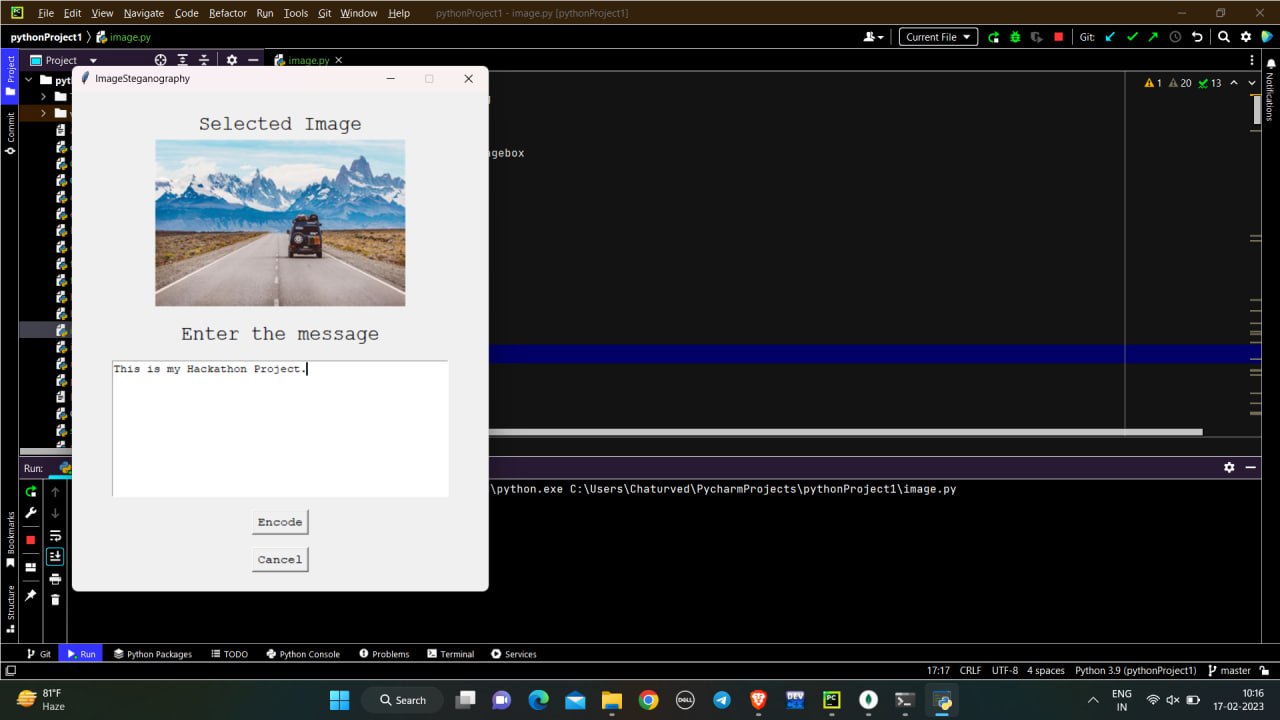 File Edit View Navigate Code Refactor Run Tools Git Window Help pythonProject1 - image.py [pythonProject1]
pythonProject1 image.py Current File Git:
Project image.py
ImageSteganography
1 20 13
Selected Image
gebox
Enter the message
This is my Hackathon Project.
Encode
Cancel
Project
Commit
Bookmarks
Structure
Notifications
Run:
\python.exe C:\Users\Chaturved\PycharmProjects\pythonProject1\image.py
Git Run Python Packages TODO Python Console Problems Terminal Services
17:17 CRLF UTF-8 4 spaces Python 3.9 (pythonProject1) master
81°F
Haze
Search
DELL
DEV
PC
ENG
IN
10:16
17-02-2023